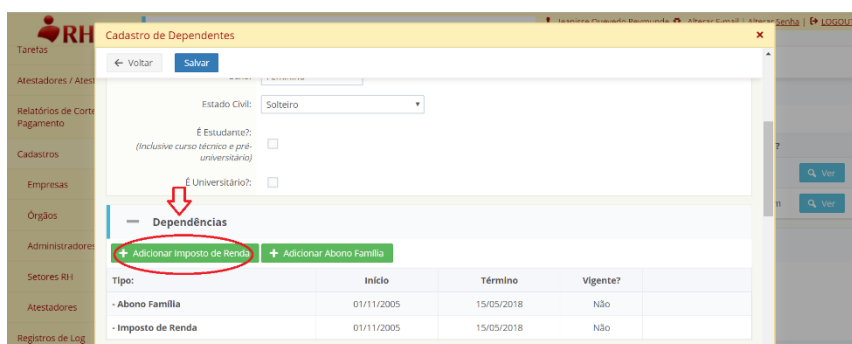 RH
Alterar E-mail | Alterar Senha | LOGOUT
Cadastro de Dependentes
×
Tarefas
← Voltar
Salvar
Atestadores /
Estado Civil: Solteiro
Relatórios de
Pagamento
É Estudante?:
(Inclusive curso técnico e pré-
universitário)
Cadastros
Empresas
É Universitário?:
Ver
Ver
Órgãos
Dependências
Administradores
+ Adicionar Imposto de Renda
+ Adicionar Abono Família
Setores RH
Tipo: Início Término Vigente?
Atestadores
- Abono Família 01/11/2005 15/05/2018 Não
- Imposto de Renda 01/11/2005 15/05/2018 Não
Registros de Log